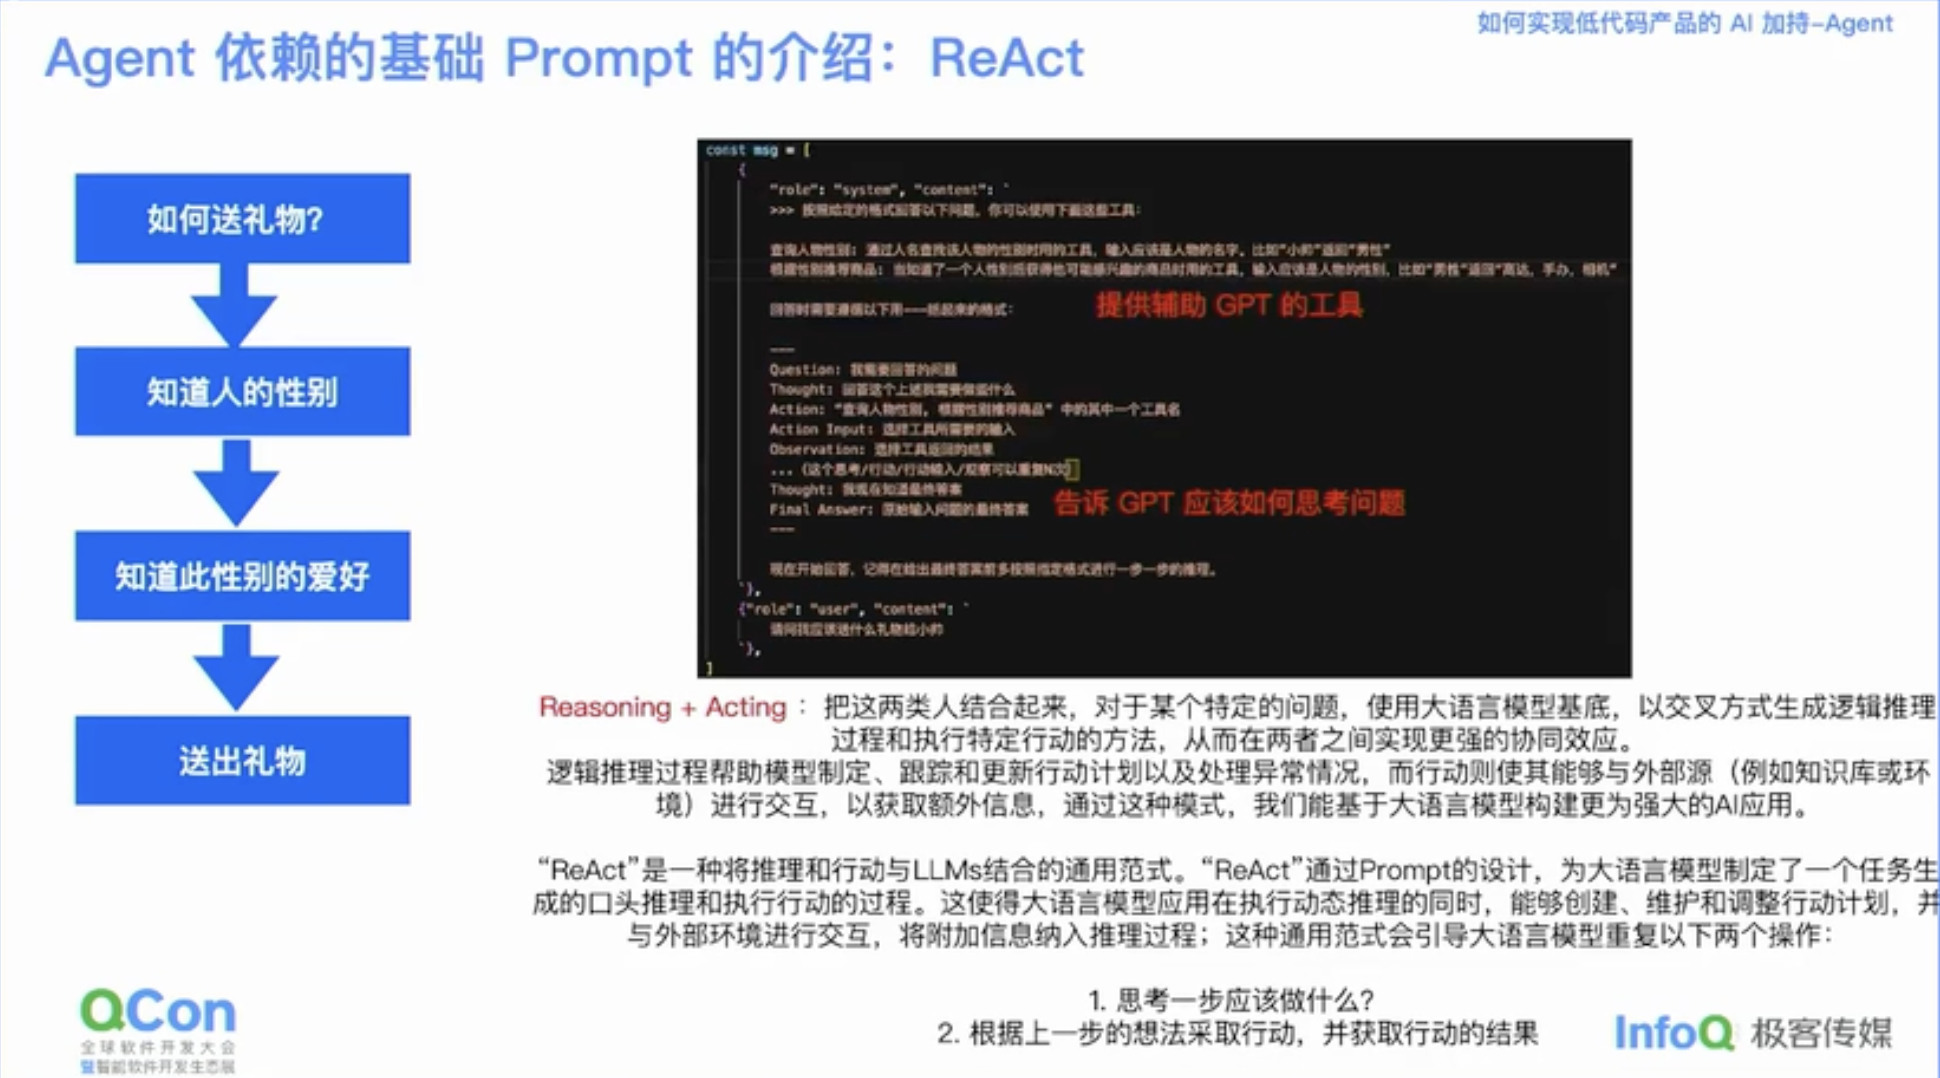 如何实现低代码产品的 AI 加持-Agent
Agent 依赖的基础 Prompt 的介绍：ReAct
如何送礼物?
知道人的性别
知道此性别的爱好
送出礼物
const msg = [
{
"role": "system", "content": `
>>> 按照给定的格式回答以下问题。你可以使用下面这些工具：
查询人物性别: 通过人名查找该人物的性别时用的工具，输入应该是人物的名字，比如"小帅"返回"男性"
根据性别推荐商品: 当知道了一个人性别后获得他可能感兴趣的商品时用的工具，输入应该是人物的性别，比如"男性"返回"高达，手办，相机"
提供辅助 GPT 的工具
回答时需要遵循以下用---括起来的格式：
---
Question: 我需要回答的问题
Thought: 回答这个上述我需要做些什么
Action: "查询人物性别, 根据性别推荐商品" 中的其中一个工具名
Action Input: 选择工具所需要的输入
Observation: 选择工具返回的结果
...（这个思考/行动/行动输入/观察可以重复N次）
Thought: 我现在知道最终答案
Final Answer: 原始输入问题的最终答案
告诉 GPT 应该如何思考问题
---
现在开始回答，记得在给出最终答案前多按照指定格式进行一步一步的推理。
`},
{"role": "user", "content": `
请问我应该送什么礼物给小帅
`},
]
Reasoning + Acting ：把这两类人结合起来，对于某个特定的问题，使用大语言模型基底，以交叉方式生成逻辑推理
过程和执行特定行动的方法，从而在两者之间实现更强的协同效应。
逻辑推理过程帮助模型制定、跟踪和更新行动计划以及处理异常情况，而行动则使其能够与外部源（例如知识库或环
境）进行交互，以获取额外信息，通过这种模式，我们能基于大语言模型构建更为强大的AI应用。
“ReAct”是一种将推理和行动与LLMs结合的通用范式。“ReAct”通过Prompt的设计，为大语言模型制定了一个任务生
成的口头推理和执行行动的过程。这使得大语言模型应用在执行动态推理的同时，能够创建、维护和调整行动计划，并
与外部环境进行交互，将附加信息纳入推理过程；这种通用范式会引导大语言模型重复以下两个操作：
1. 思考一步应该做什么?
2. 根据上一步的想法采取行动，并获取行动的结果
QCon
全球软件开发大会
暨智能软件开发生态展
InfoQ 极客传媒